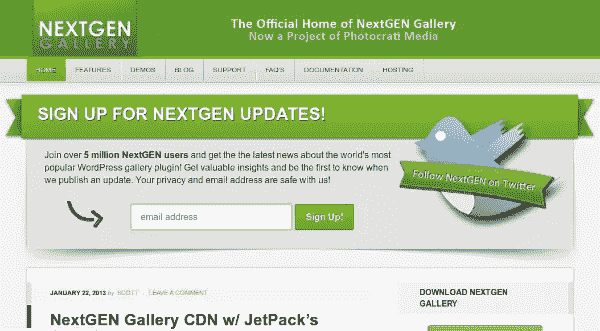 NEXTGEN
GALLERY
The Official Home of NextGEN Gallery
Now a Project of Photocrati Media
HOME FEATURES DEMOS BLOG SUPPORT FAQ'S DOCUMENTATION HOSTING
SIGN UP FOR NEXTGEN UPDATES!
Join over 5 million NextGEN users and get the the latest news about the world's most
popular WordPress gallery plugin! Get valuable insights and be the first to know when
we publish an update. Your privacy and email address are safe with us!
email address Sign Up!
Follow NextGEN on Twitter
JANUARY 22, 2013 by SCOTT LEAVE A COMMENT
NextGEN Gallery CDN w/ JetPack's
DOWNLOAD NEXTGEN
GALLERY